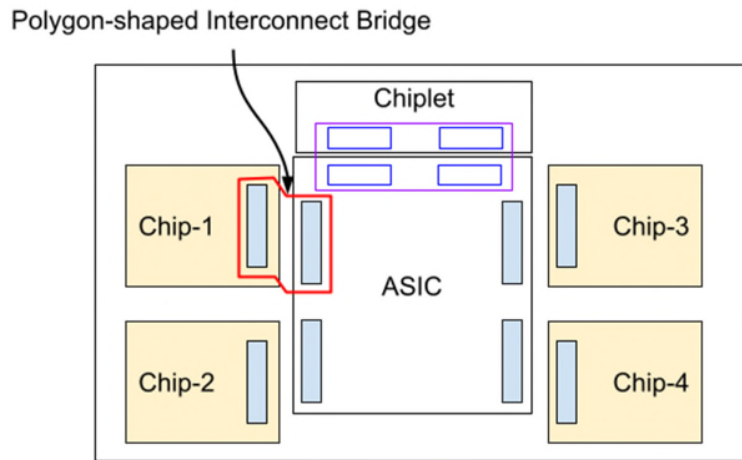 Polygon-shaped Interconnect Bridge
Chiplet
Chip-1
Chip-3
ASIC
Chip-2
Chip-4